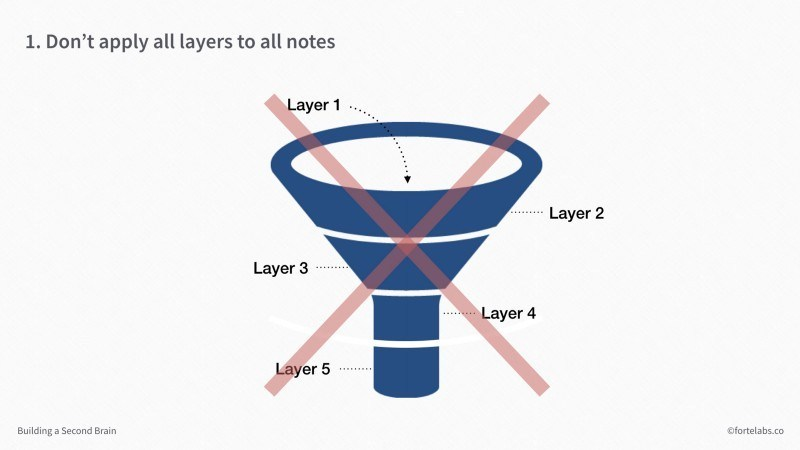 1. Don’t apply all layers to all notes
Layer 1
Layer 2
Layer 3
Layer 4
Layer 5
Building a Second Brain
©fortelabs.co